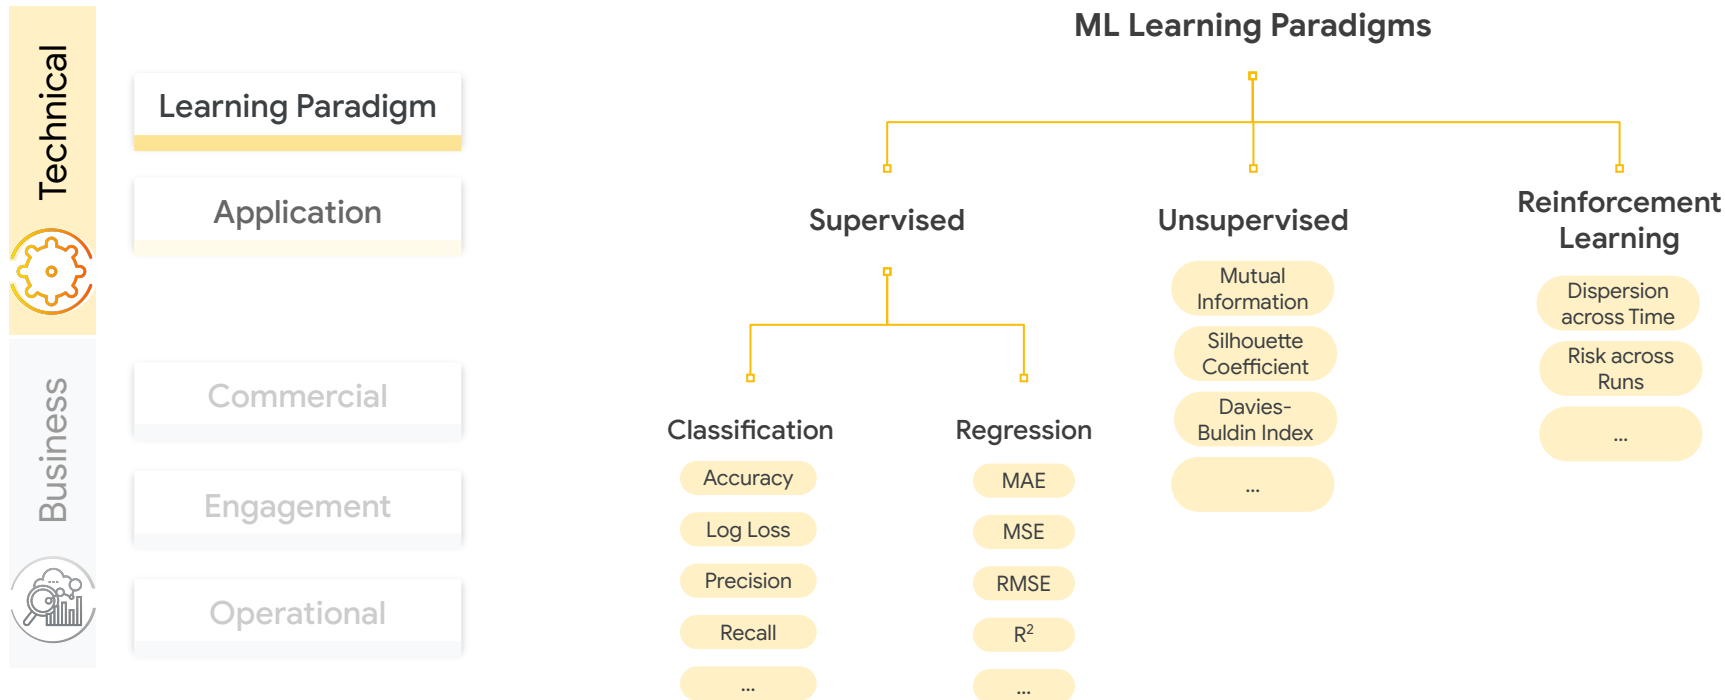 Technical
Business
Learning Paradigm
Application
Commercial
Engagement
Operational
ML Learning Paradigms
Supervised
Classification
Accuracy
Log Loss
Precision
Recall
...
Regression
MAE
MSE
RMSE
R²
...
Unsupervised
Mutual
Information
Silhouette
Coefficient
Davies-
Buldin Index
...
Reinforcement
Learning
Dispersion
across Time
Risk across
Runs
...